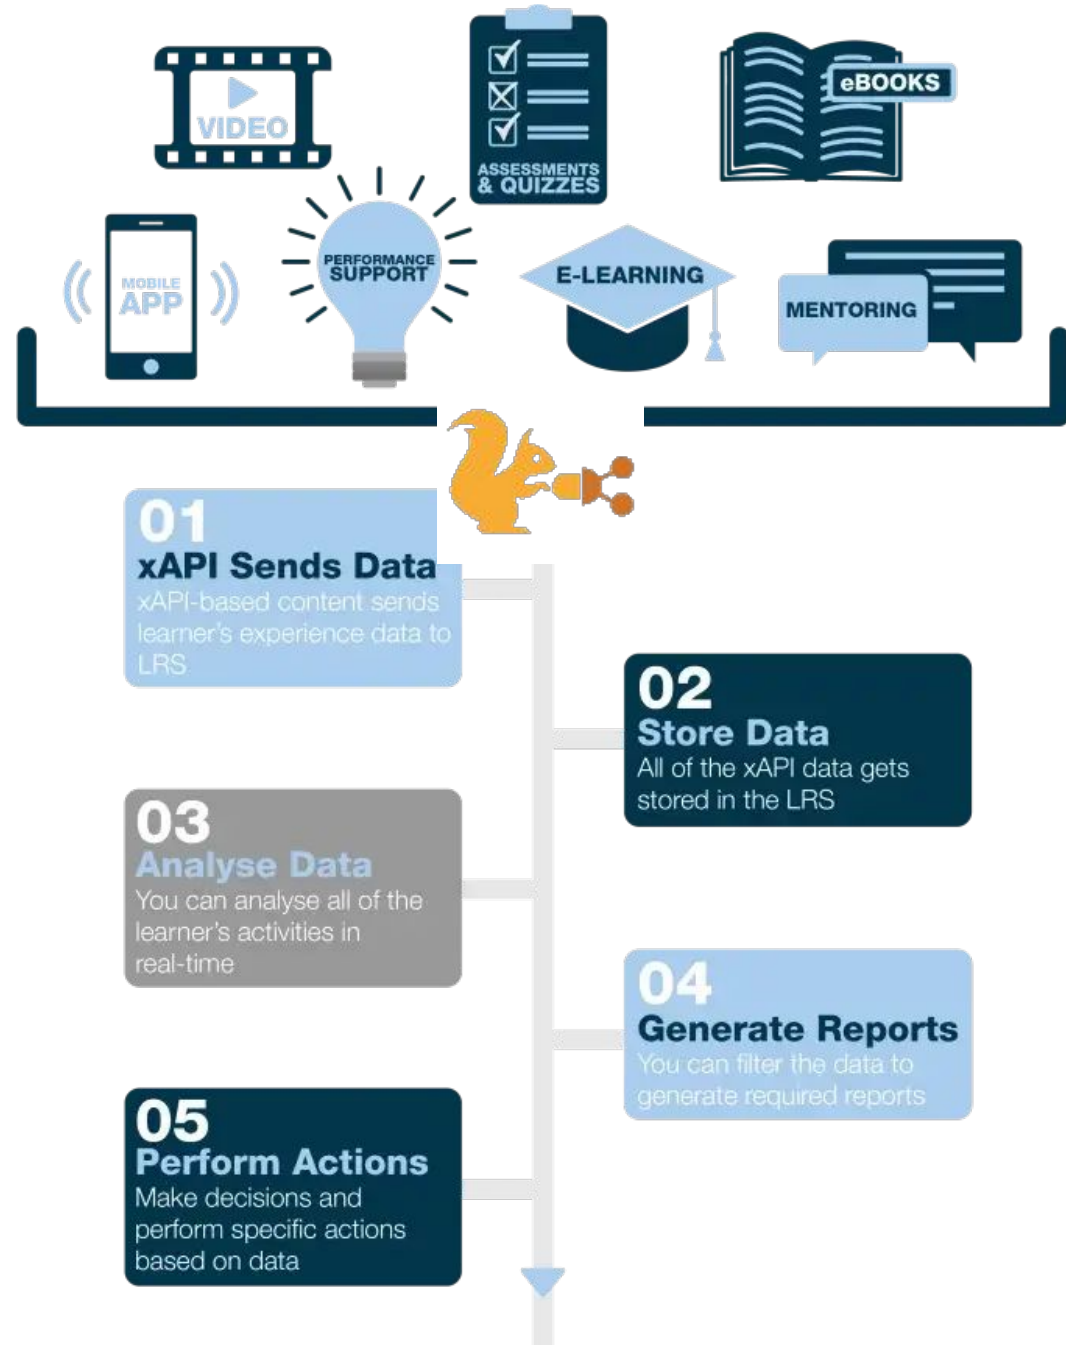 VIDEO
ASSESSMENTS
& QUIZZES
eBOOKS
MOBILE
APP
PERFORMANCE
SUPPORT
E-LEARNING
MENTORING
01
xAPI Sends Data
xAPI-based content sends
learner's experience data to
LRS
02
Store Data
All of the xAPI data gets
stored in the LRS
03
Analyse Data
You can analyse all of the
learner's activities in
real-time
04
Generate Reports
You can filter the data to
generate required reports
05
Perform Actions
Make decisions and
perform specific actions
based on data